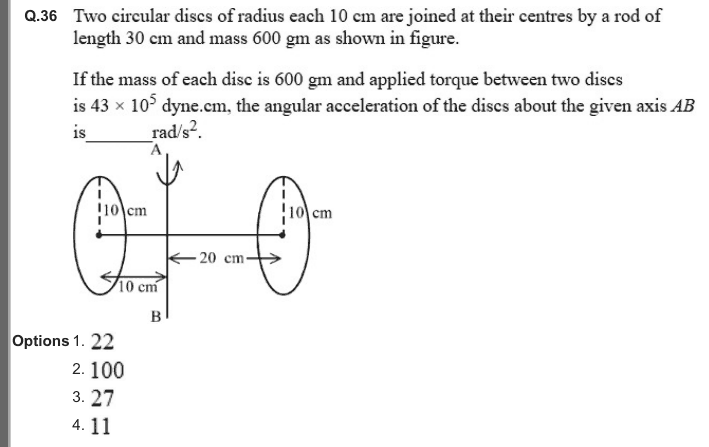 Q.36 Two circular discs of radius each 10 cm are joined at their centres by a rod of
length 30 cm and mass 600 gm as shown in figure.
If the mass of each disc is 600 gm and applied torque between two discs
is 43 × 10⁵ dyne.cm, the angular acceleration of the discs about the given axis AB
is________rad/s².
A
10 cm
10 cm
20 cm
10 cm
B
Options 1. 22
2. 100
3. 27
4. 11